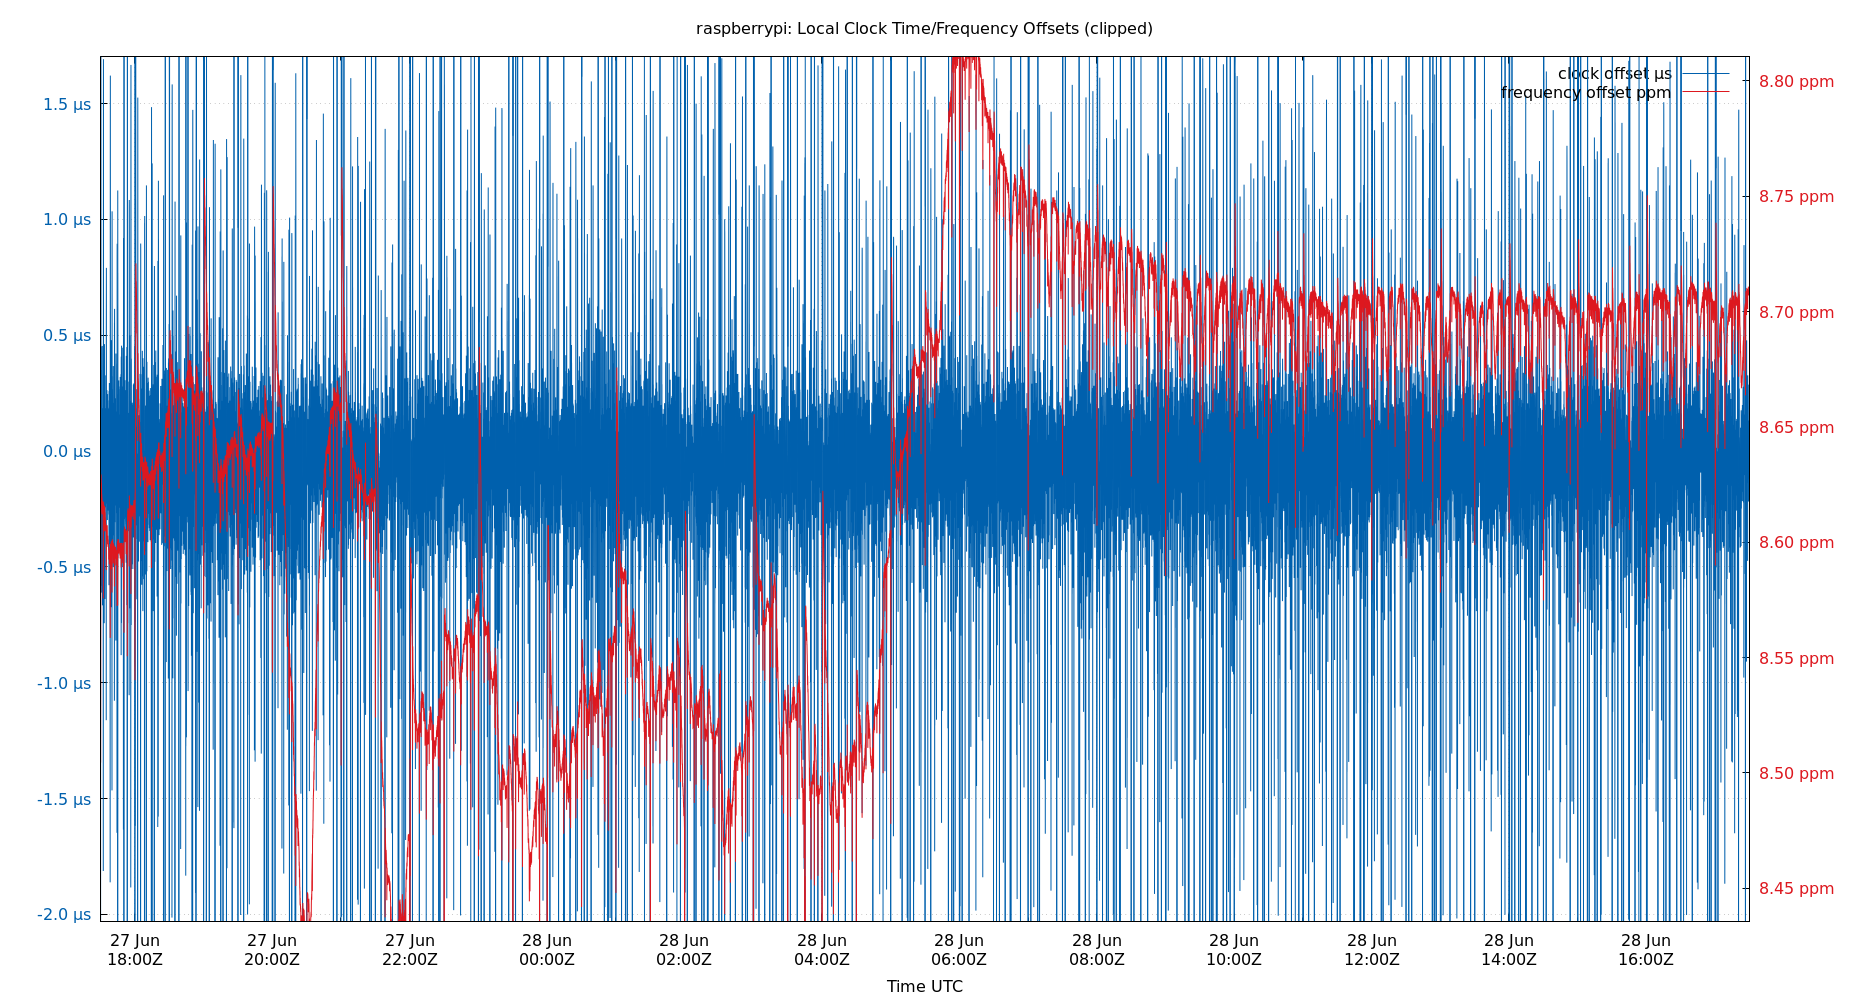 raspberrypi: Local Clock Time/Frequency Offsets (clipped)
clock offset µs
frequency offset ppm
1.5 µs
1.0 µs
0.5 µs
0.0 µs
-0.5 µs
-1.0 µs
-1.5 µs
-2.0 µs
8.80 ppm
8.75 ppm
8.70 ppm
8.65 ppm
8.60 ppm
8.55 ppm
8.50 ppm
8.45 ppm
27 Jun 27 Jun 27 Jun 28 Jun 28 Jun 28 Jun 28 Jun 28 Jun 28 Jun 28 Jun 28 Jun 28 Jun
18:00Z 20:00Z 22:00Z 00:00Z 02:00Z 04:00Z 06:00Z 08:00Z 10:00Z 12:00Z 14:00Z 16:00Z
Time UTC